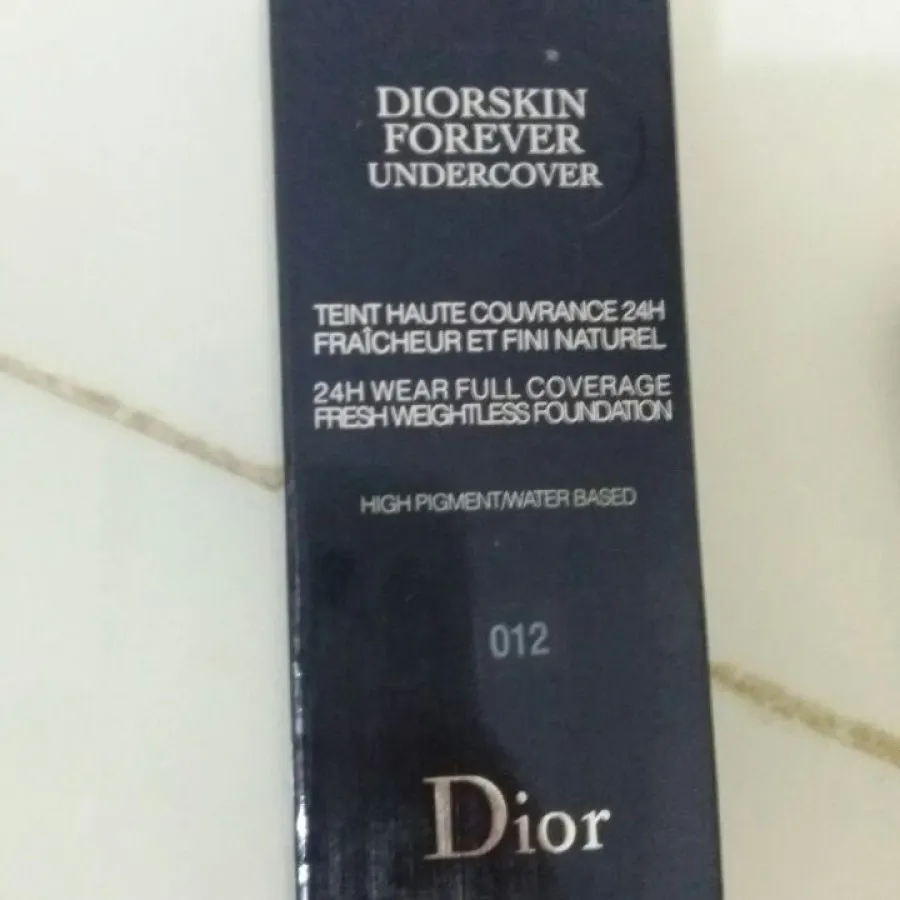 DIORSKIN
FOREVER
UNDERCOVER
TEINT HAUTE COUVRANCE 24H
FRAÎCHEUR ET FINI NATUREL
24H WEAR FULL COVERAGE
FRESH WEIGHTLESS FOUNDATION
HIGH PIGMENT/WATER BASED
012
Dior